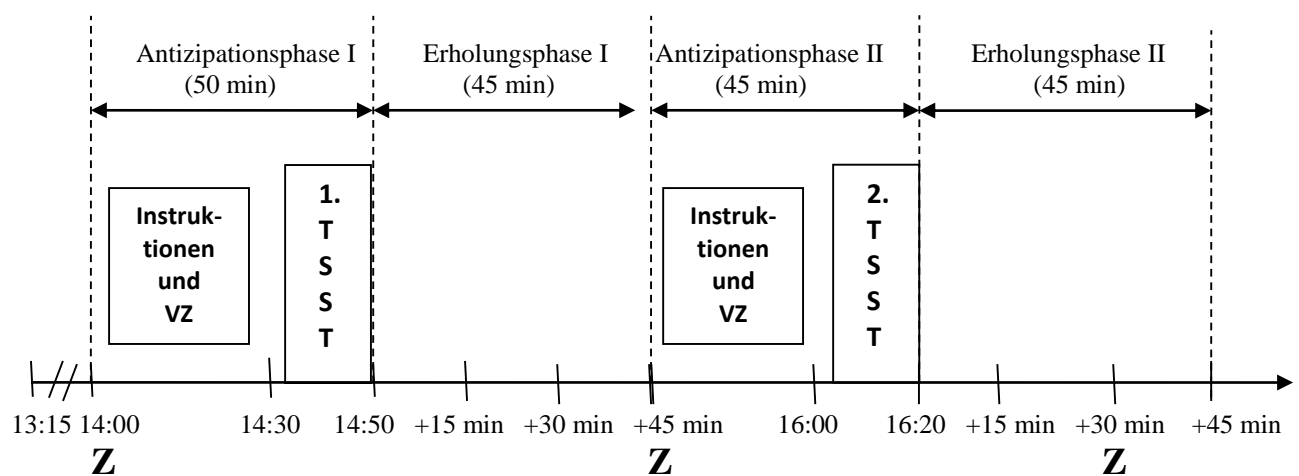 Antizipationsphase I
(50 min)
Erholungsphase I
(45 min)
Antizipationsphase II
(45 min)
Erholungsphase II
(45 min)
Instruk-
tionen
und
VZ
1.
T
S
S
T
Instruk-
tionen
und
VZ
2.
T
S
S
T
13:15 14:00 14:30 14:50 +15 min +30 min +45 min 16:00 16:20 +15 min +30 min +45 min
Z Z Z